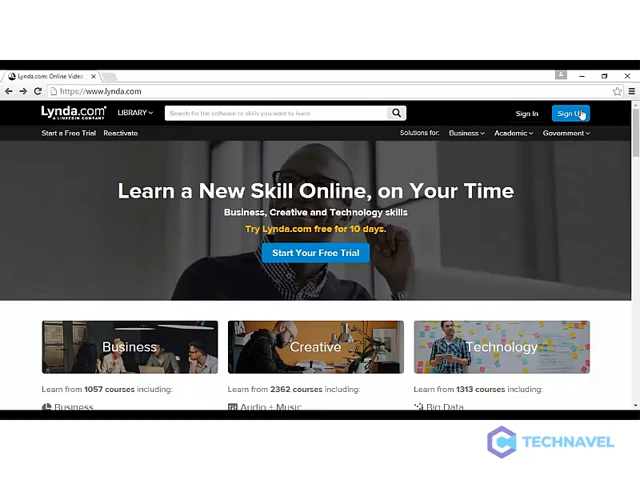 Lynda.com: Online Video
https://www.lynda.com
Lynda.com
A LINKEDIN COMPANY
LIBRARY
Search for the software or skills you want to learn
Sign In
Sign Up
Start a Free Trial
Reactivate
Solutions for:
Business
Academic
Government
Learn a New Skill Online, on Your Time
Business, Creative and Technology skills
Try Lynda.com free for 10 days.
Start Your Free Trial
Business
Creative
Technology
Learn from 1057 courses including:
Learn from 2362 courses including:
Learn from 1313 courses including:
Business
Audio + Music
Big Data
TECHNAVEL